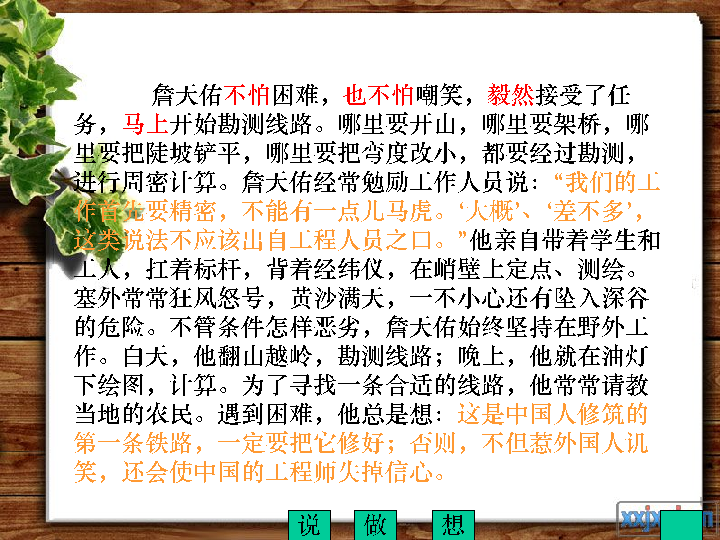 詹天佑不怕困难，也不怕嘲笑，毅然接受了任
务，马上开始勘测线路。哪里要开山，哪里要架桥，哪
里要把陡坡铲平，哪里要把弯度改小，都要经过勘测，
进行周密计算。詹天佑经常勉励工作人员说：“我们的工
作首先要精密，不能有一点儿马虎。‘大概’、‘差不多’，
这类说法不应该出自工程人员之口。”他亲自带着学生和
工人，扛着标杆，背着经纬仪，在峭壁上定点、测绘。
塞外常常狂风怒号，黄沙满天，一不小心还有坠入深谷
的危险。不管条件怎样恶劣，詹天佑始终坚持在野外工
作。白天，他翻山越岭，勘测线路；晚上，他就在油灯
下绘图，计算。为了寻找一条合适的线路，他常常请教
当地的农民。遇到困难，他总是想：这是中国人修筑的
第一条铁路，一定要把它修好；否则，不但惹外国人讥
笑，还会使中国的工程师失掉信心。
说 做 想